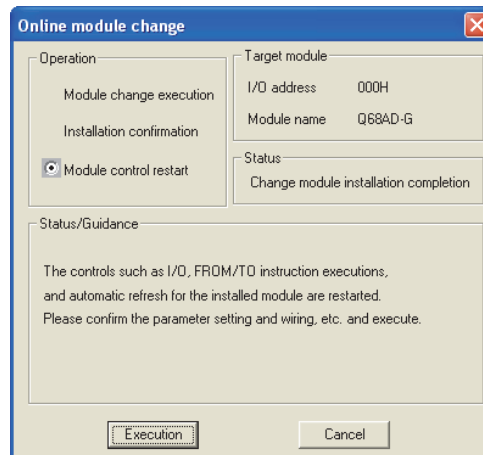 Online module change
Operation
Module change execution
Installation confirmation
Module control restart
Target module
I/O address 000H
Module name Q68AD-G
Status
Change module installation completion
Status/Guidance
The controls such as I/O, FROM/TO instruction executions,
and automatic refresh for the installed module are restarted.
Please confirm the parameter setting and wiring, etc. and execute.
Execution
Cancel